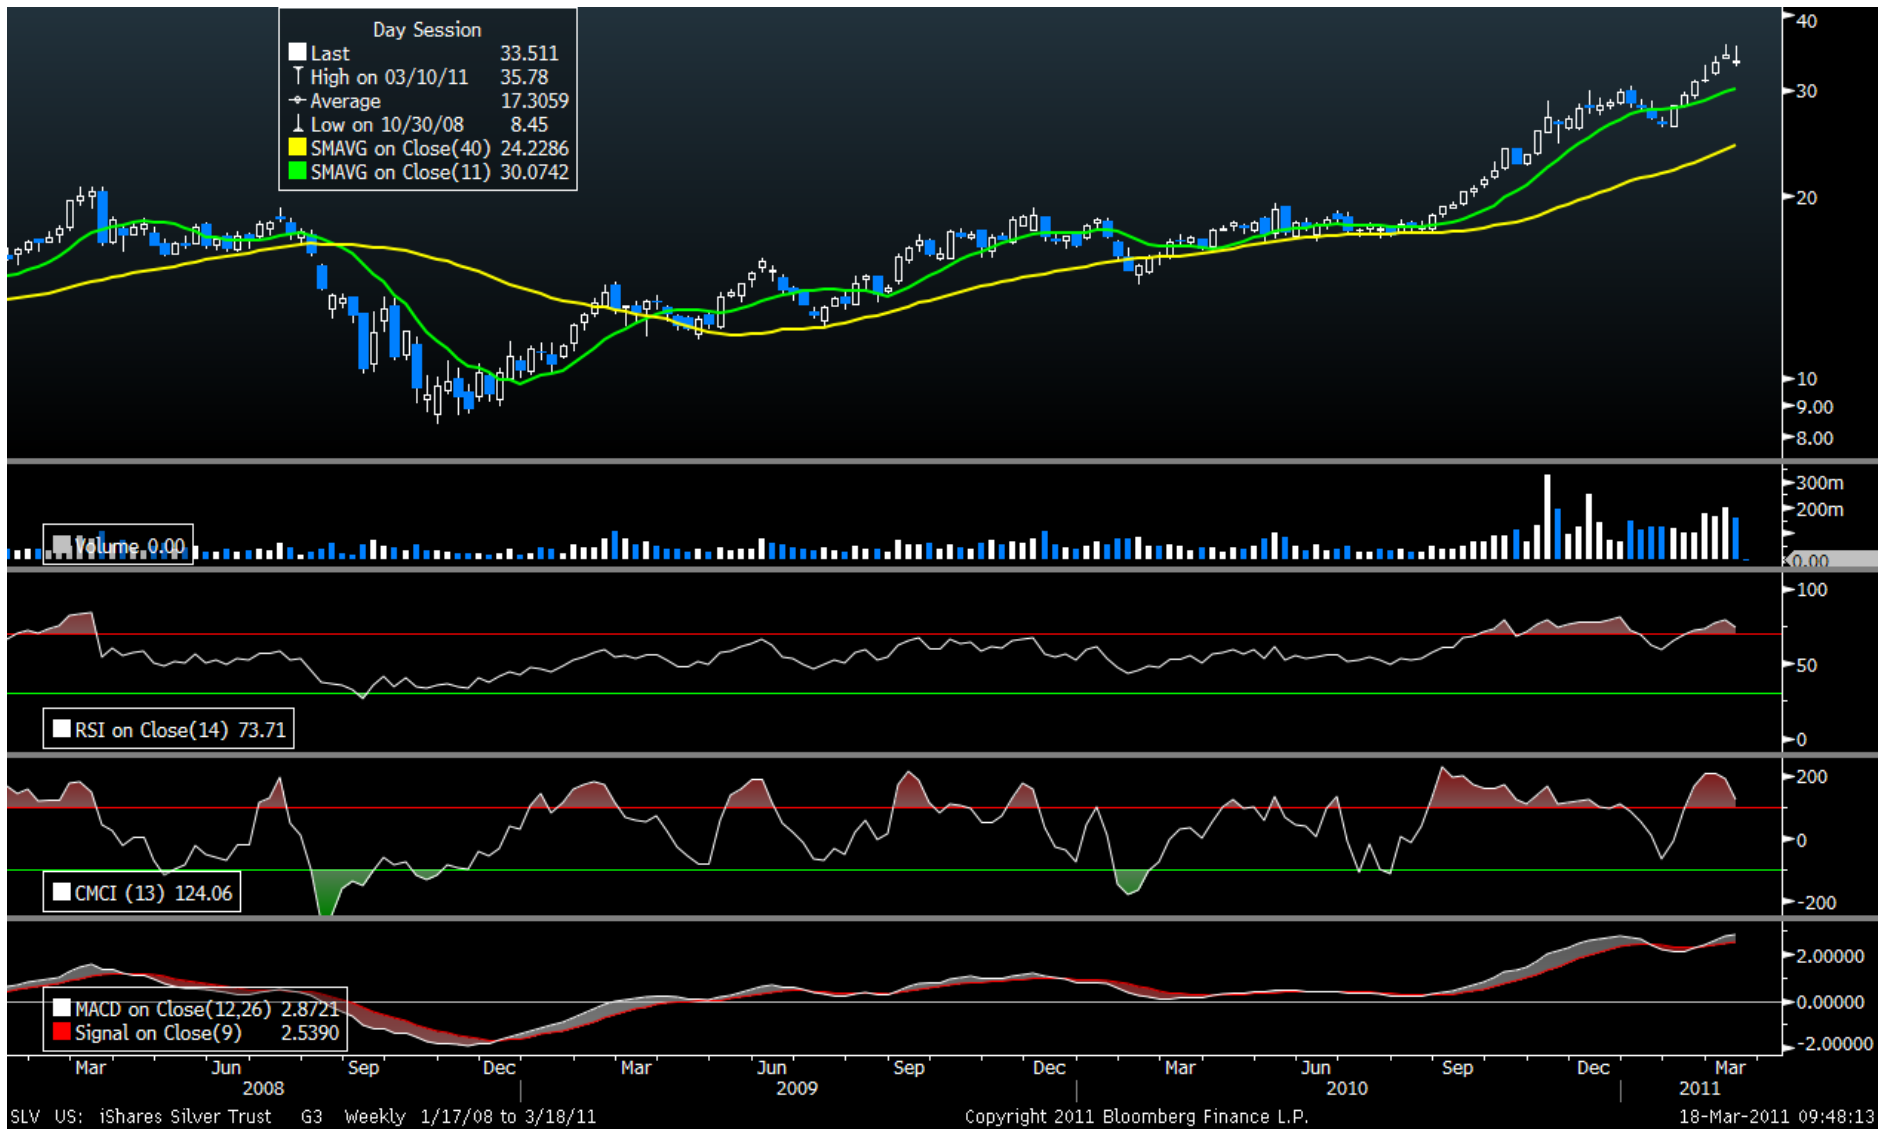 Day Session
Last 33.511
High on 03/10/11 35.78
Average 17.3059
Low on 10/30/08 8.45
SMAVG on Close(40) 24.2286
SMAVG on Close(11) 30.0742
40
30
20
10
9.00
8.00
Volume 0.00
300m
200m
0.00
RSI on Close(14) 73.71
100
50
0
CMCI (13) 124.06
200
0
-200
MACD on Close(12,26) 2.8721
Signal on Close(9) 2.5390
2.00000
0.00000
-2.00000
Mar Jun Sep Dec Mar Jun Sep Dec Mar Jun Sep Dec Mar
2008 2009 2010 2011
SLV US: iShares Silver Trust G3 Weekly 1/17/08 to 3/18/11 Copyright 2011 Bloomberg Finance L.P. 18-Mar-2011 09:48:13